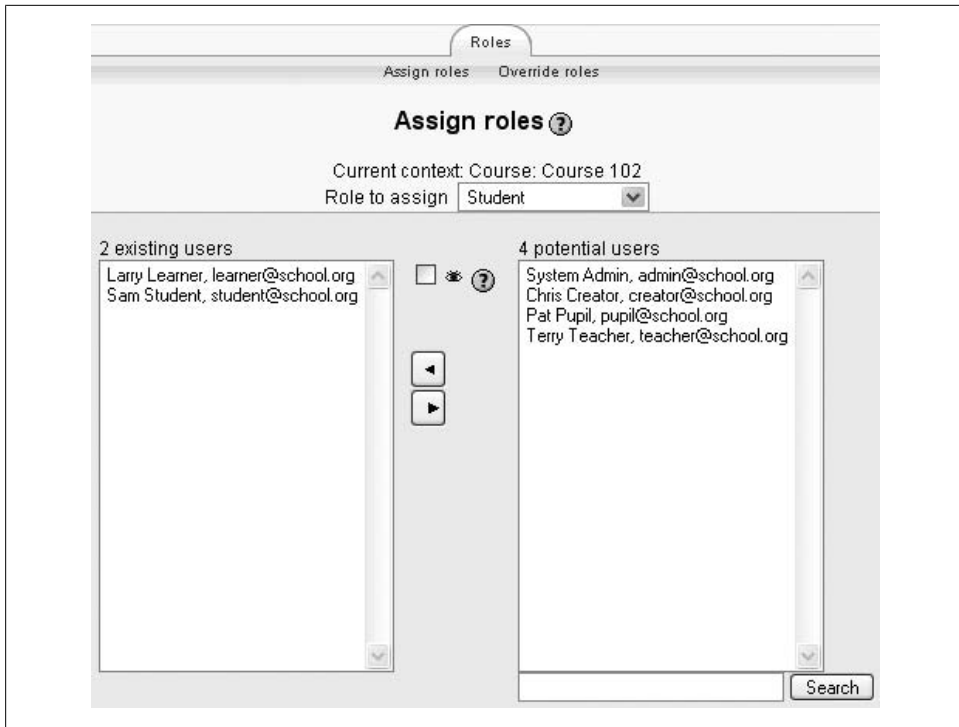 Roles
Assign roles Override roles
Assign roles ?
Current context: Course: Course 102
Role to assign Student
2 existing users
Larry Learner, learner@school.org
Sam Student, student@school.org
?
4 potential users
System Admin, admin@school.org
Chris Creator, creator@school.org
Pat Pupil, pupil@school.org
Terry Teacher, teacher@school.org
Search